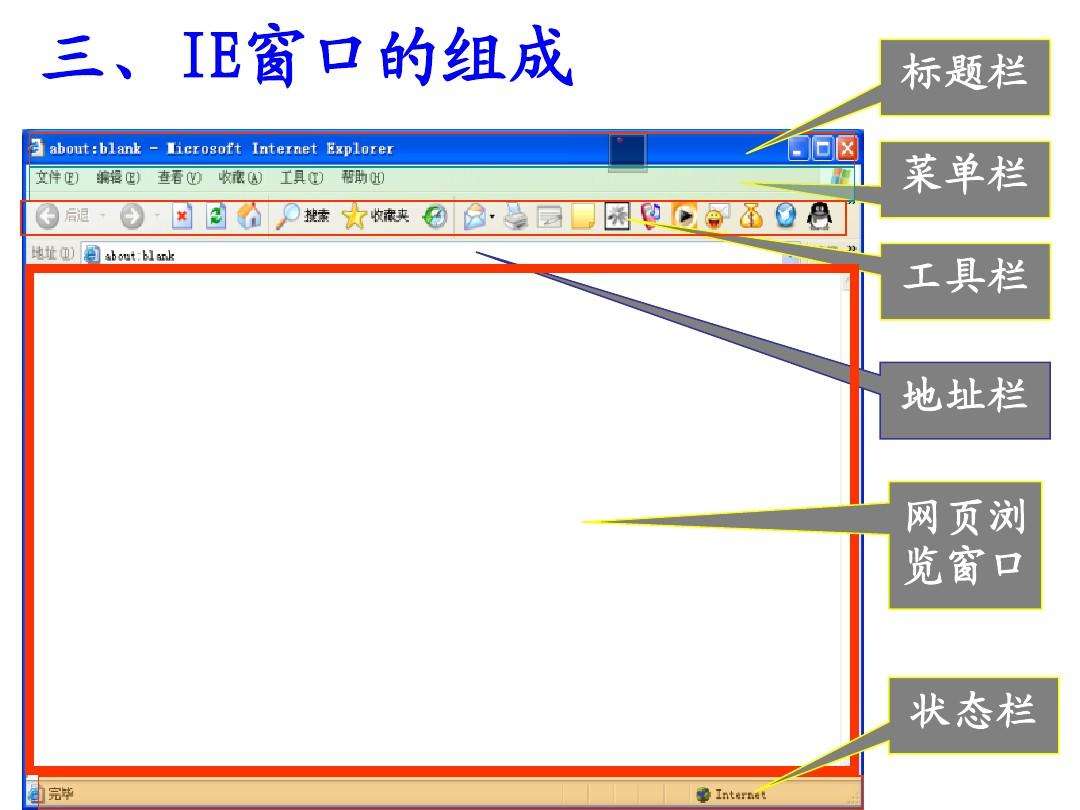 三、IE窗口的组成
标题栏
about:blank - Microsoft Internet Explorer
菜单栏
文件(F) 编辑(E) 查看(V) 收藏(A) 工具(T) 帮助(H)
后退 搜索 收藏夹
工具栏
地址(D) about:blank
地址栏
网页浏
览窗口
状态栏
完毕 Internet